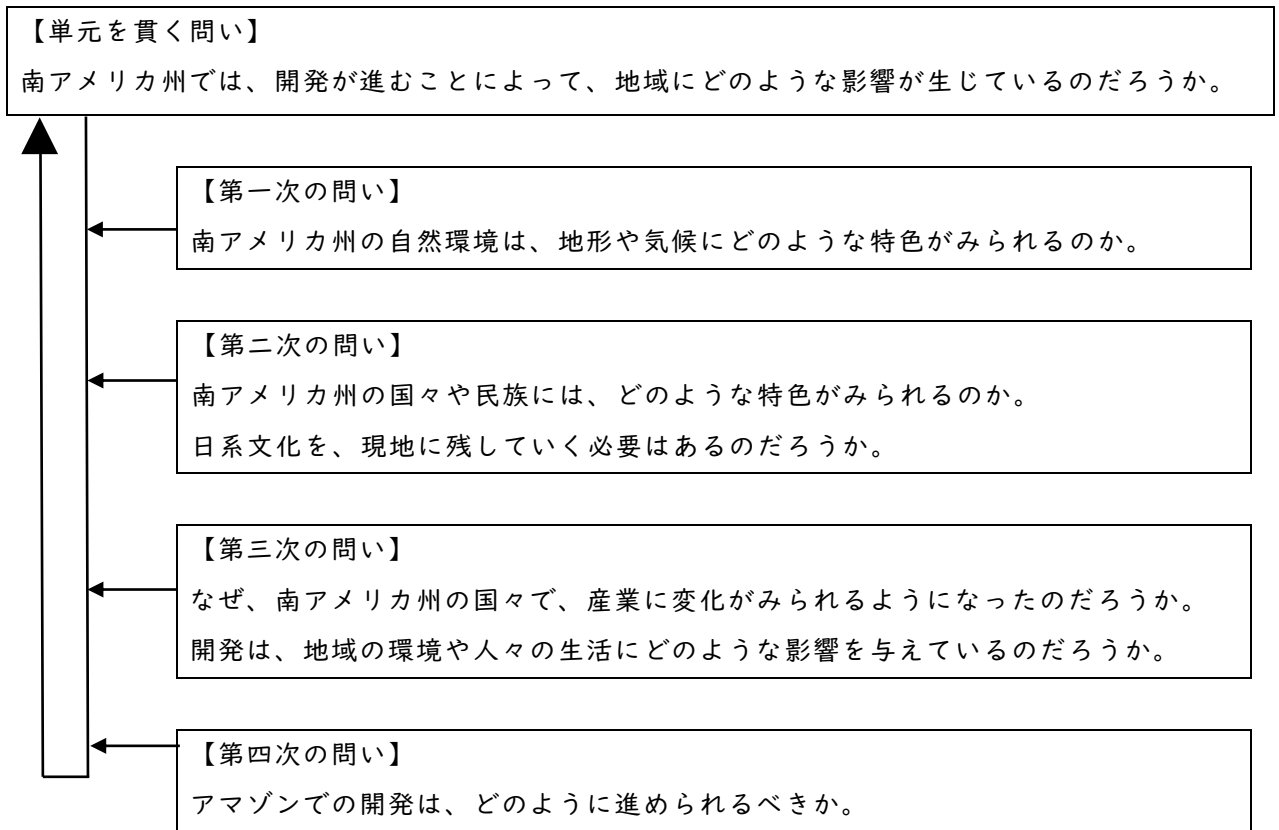 【単元を貫く問い】
南アメリカ州では、開発が進むことによって、地域にどのような影響が生じているのだろうか。
【第一次の問い】
南アメリカ州の自然環境は、地形や気候にどのような特色がみられるのか。
【第二次の問い】
南アメリカ州の国々や民族には、どのような特色がみられるのか。
日系文化を、現地に残していく必要はあるのだろうか。
【第三次の問い】
なぜ、南アメリカ州の国々で、産業に変化がみられるようになったのだろうか。
開発は、地域の環境や人々の生活にどのような影響を与えているのだろうか。
【第四次の問い】
アマゾンでの開発は、どのように進められるべきか。